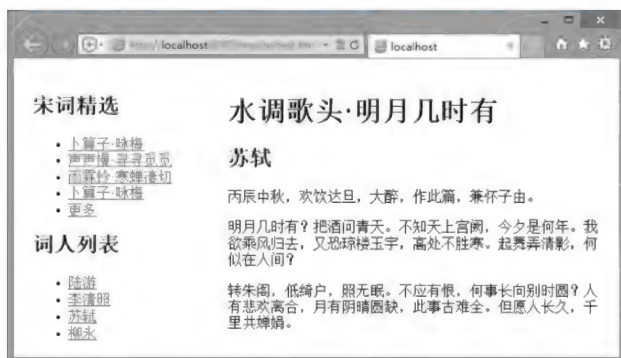 localhost
localhost
宋词精选
卜算子·咏梅
声声慢·寻寻觅觅
雨霖铃·寒蝉凄切
卜算子·咏梅
更多
词人列表
陆游
李清照
苏轼
柳永
水调歌头·明月几时有
苏轼
丙辰中秋，欢饮达旦，大醉，作此篇，兼怀子由。
明月几时有？把酒问青天。不知天上宫阙，今夕是何年。我
欲乘风归去，又恐琼楼玉宇，高处不胜寒。起舞弄清影，何
似在人间？
转朱阁，低绮户，照无眠。不应有恨，何事长向别时圆？人
有悲欢离合，月有阴晴圆缺，此事古难全。但愿人长久，千
里共婵娟。